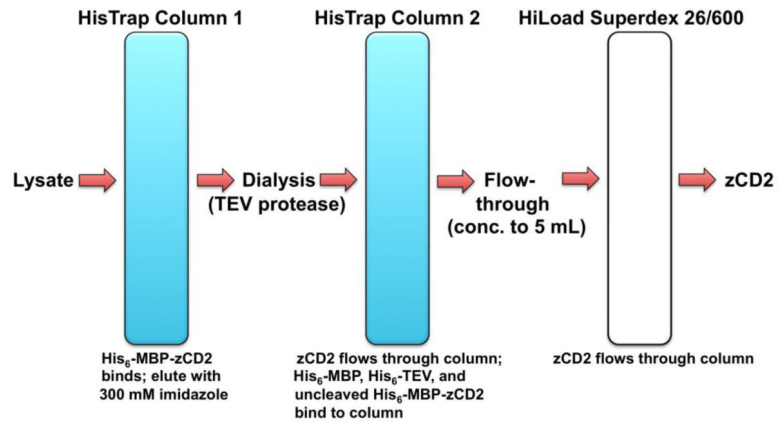 HisTrap Column 1
HisTrap Column 2
HiLoad Superdex 26/600
Lysate
Dialysis
(TEV protease)
Flow-
through
(conc. to 5 mL)
zCD2
His₆-MBP-zCD2
binds; elute with
300 mM imidazole
zCD2 flows through column;
His₆-MBP, His₆-TEV, and
uncleaved His₆-MBP-zCD2
bind to column
zCD2 flows through column